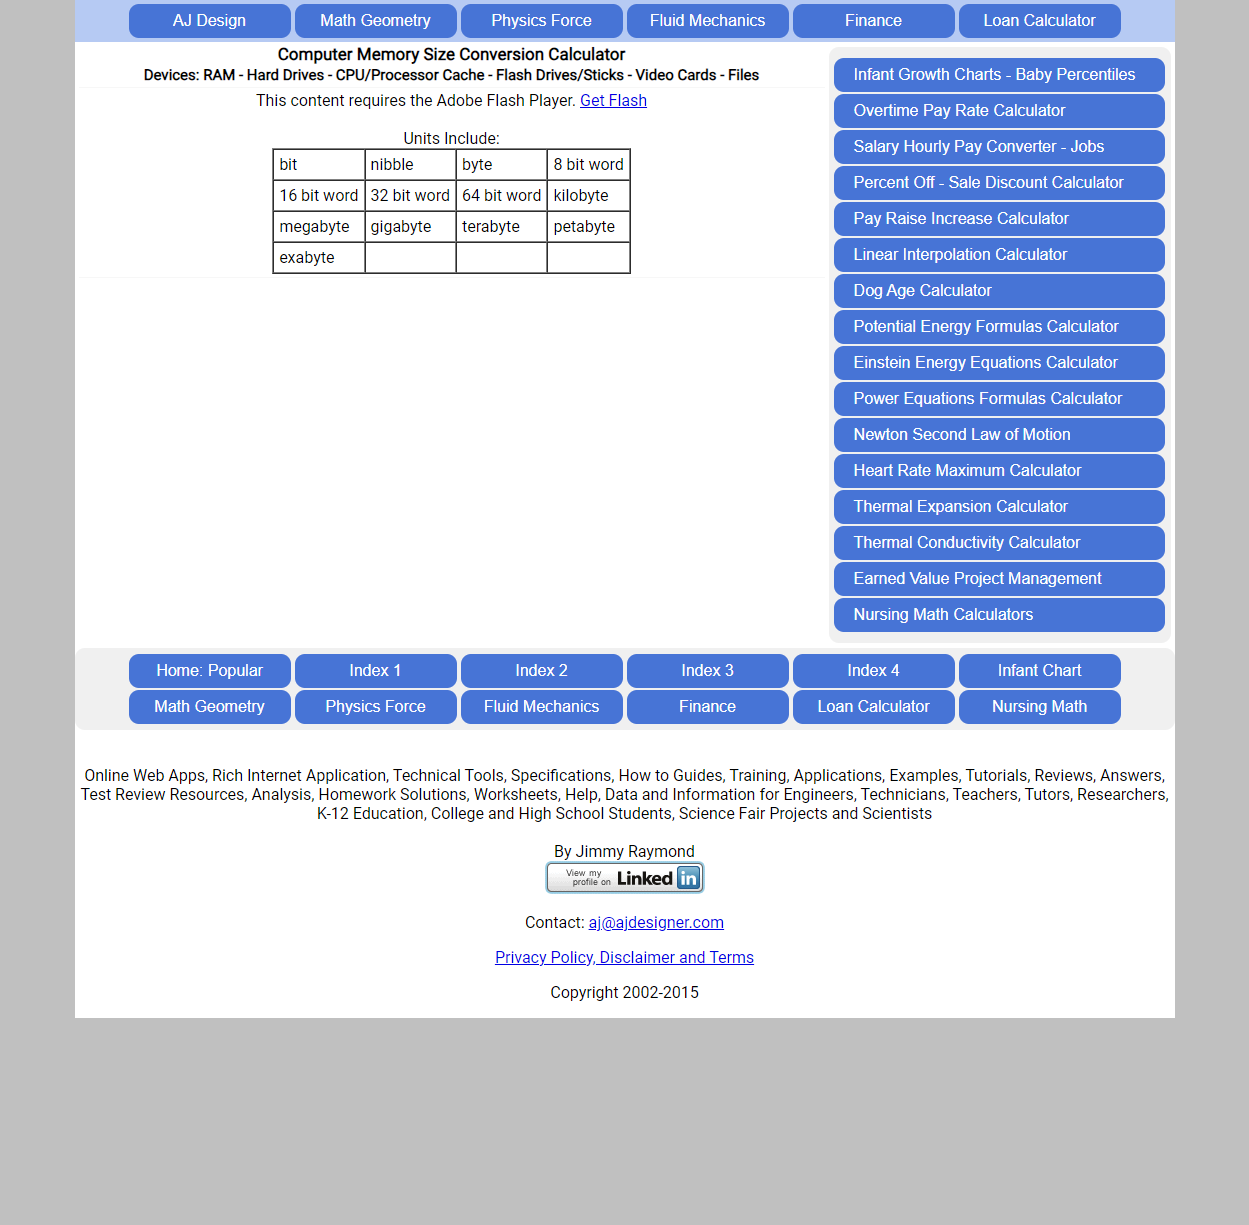 AJ Design
Math Geometry
Physics Force
Fluid Mechanics
Finance
Loan Calculator
Computer Memory Size Conversion Calculator
Devices: RAM - Hard Drives - CPU/Processor Cache - Flash Drives/Sticks - Video Cards - Files
This content requires the Adobe Flash Player. Get Flash
Units Include:
bit nibble byte 8 bit word
16 bit word 32 bit word 64 bit word kilobyte
megabyte gigabyte terabyte petabyte
exabyte
Infant Growth Charts - Baby Percentiles
Overtime Pay Rate Calculator
Salary Hourly Pay Converter - Jobs
Percent Off - Sale Discount Calculator
Pay Raise Increase Calculator
Linear Interpolation Calculator
Dog Age Calculator
Potential Energy Formulas Calculator
Einstein Energy Equations Calculator
Power Equations Formulas Calculator
Newton Second Law of Motion
Heart Rate Maximum Calculator
Thermal Expansion Calculator
Thermal Conductivity Calculator
Earned Value Project Management
Nursing Math Calculators
Home: Popular
Index 1
Index 2
Index 3
Index 4
Infant Chart
Math Geometry
Physics Force
Fluid Mechanics
Finance
Loan Calculator
Nursing Math
Online Web Apps, Rich Internet Application, Technical Tools, Specifications, How to Guides, Training, Applications, Examples, Tutorials, Reviews, Answers,
Test Review Resources, Analysis, Homework Solutions, Worksheets, Help, Data and Information for Engineers, Technicians, Teachers, Tutors, Researchers,
K-12 Education, College and High School Students, Science Fair Projects and Scientists
By Jimmy Raymond
View my
profile on Linked in
Contact: aj@ajdesigner.com
Privacy Policy, Disclaimer and Terms
Copyright 2002-2015